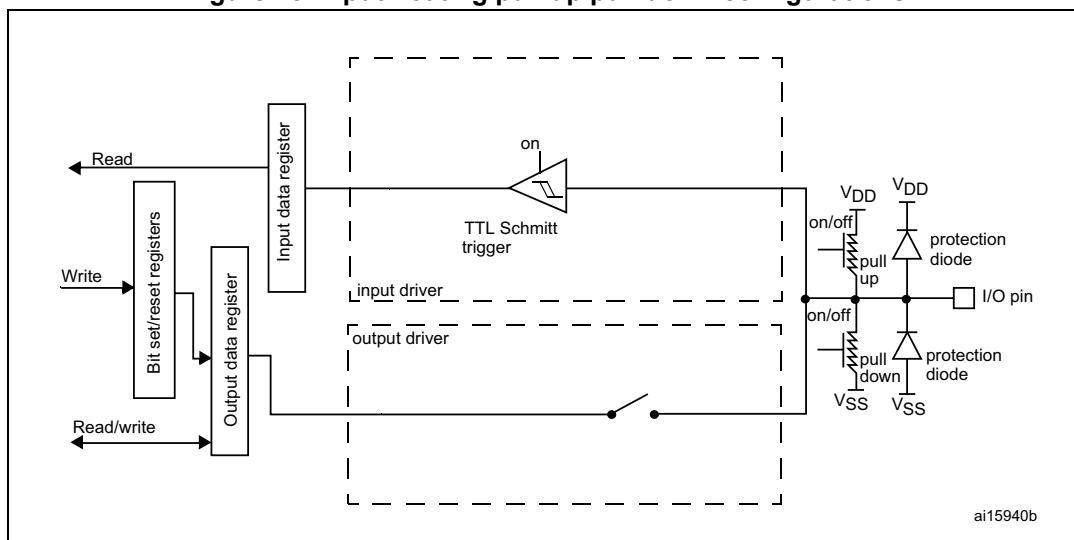 Read
Bit set/reset registers
Write
Read/write
Output data register
Input data register
on
TTL Schmitt
trigger
input driver
output driver
VDD
on/off
pull
up
VDD
protection
diode
I/O pin
on/off
pull
down
VSS
protection
diode
VSS
ai15940b